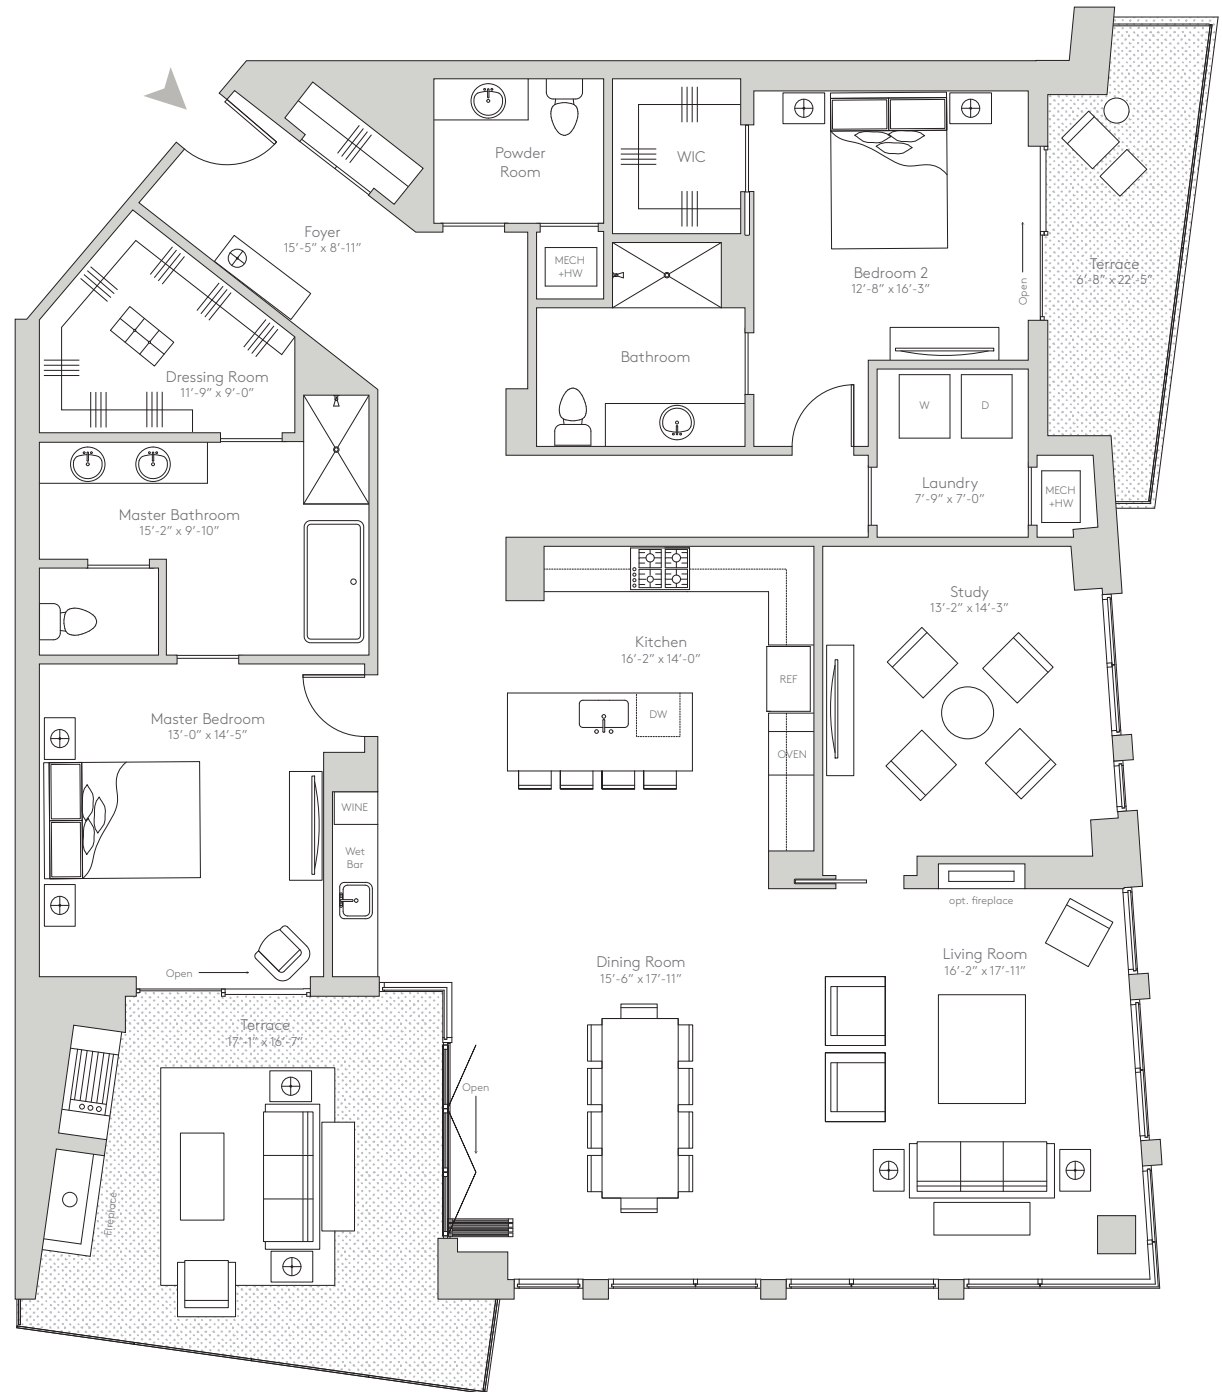 Powder
Room
WIC
Foyer
15'-5" x 8'-11"
MECH
+HW
Bedroom 2
12'-8" x 16'-3"
Open
Terrace
6'-8" x 22'-5"
Bathroom
Dressing Room
11'-9" x 9'-0"
W
D
Laundry
7'-9" x 7'-0"
MECH
+HW
Master Bathroom
15'-2" x 9'-10"
Study
13'-2" x 14'-3"
Kitchen
16'-2" x 14'-0"
REF
DW
OVEN
Master Bedroom
13'-0" x 14'-5"
WINE
Wet
Bar
opt. fireplace
Open
Dining Room
15'-6" x 17'-11"
Living Room
16'-2" x 17'-11"
Terrace
17'-1" x 16'-7"
Open
fireplace